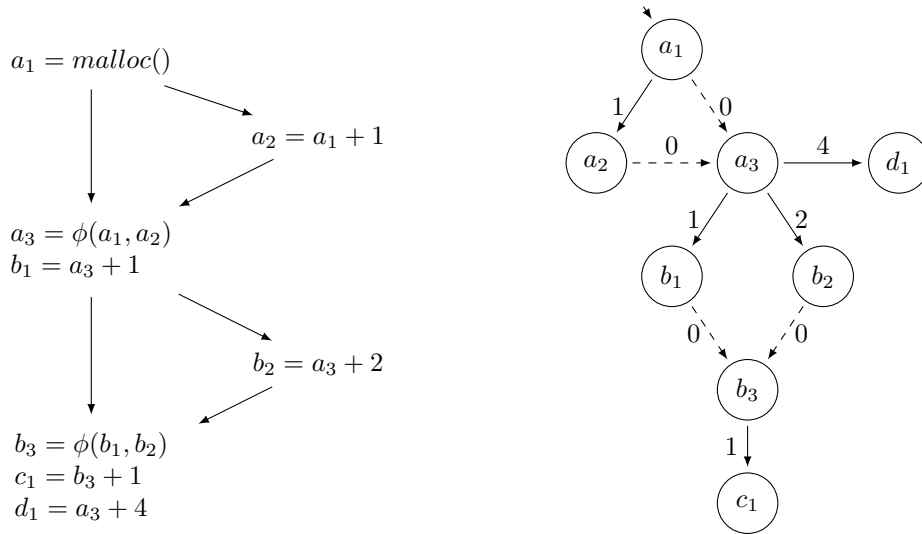 a₁ = malloc()
a₂ = a₁ + 1
a₃ = ϕ(a₁, a₂)
b₁ = a₃ + 1
b₂ = a₃ + 2
b₃ = ϕ(b₁, b₂)
c₁ = b₃ + 1
d₁ = a₃ + 4
a₁
1
0
a₂
0
a₃
4
d₁
1
2
b₁
b₂
0
0
b₃
1
c₁